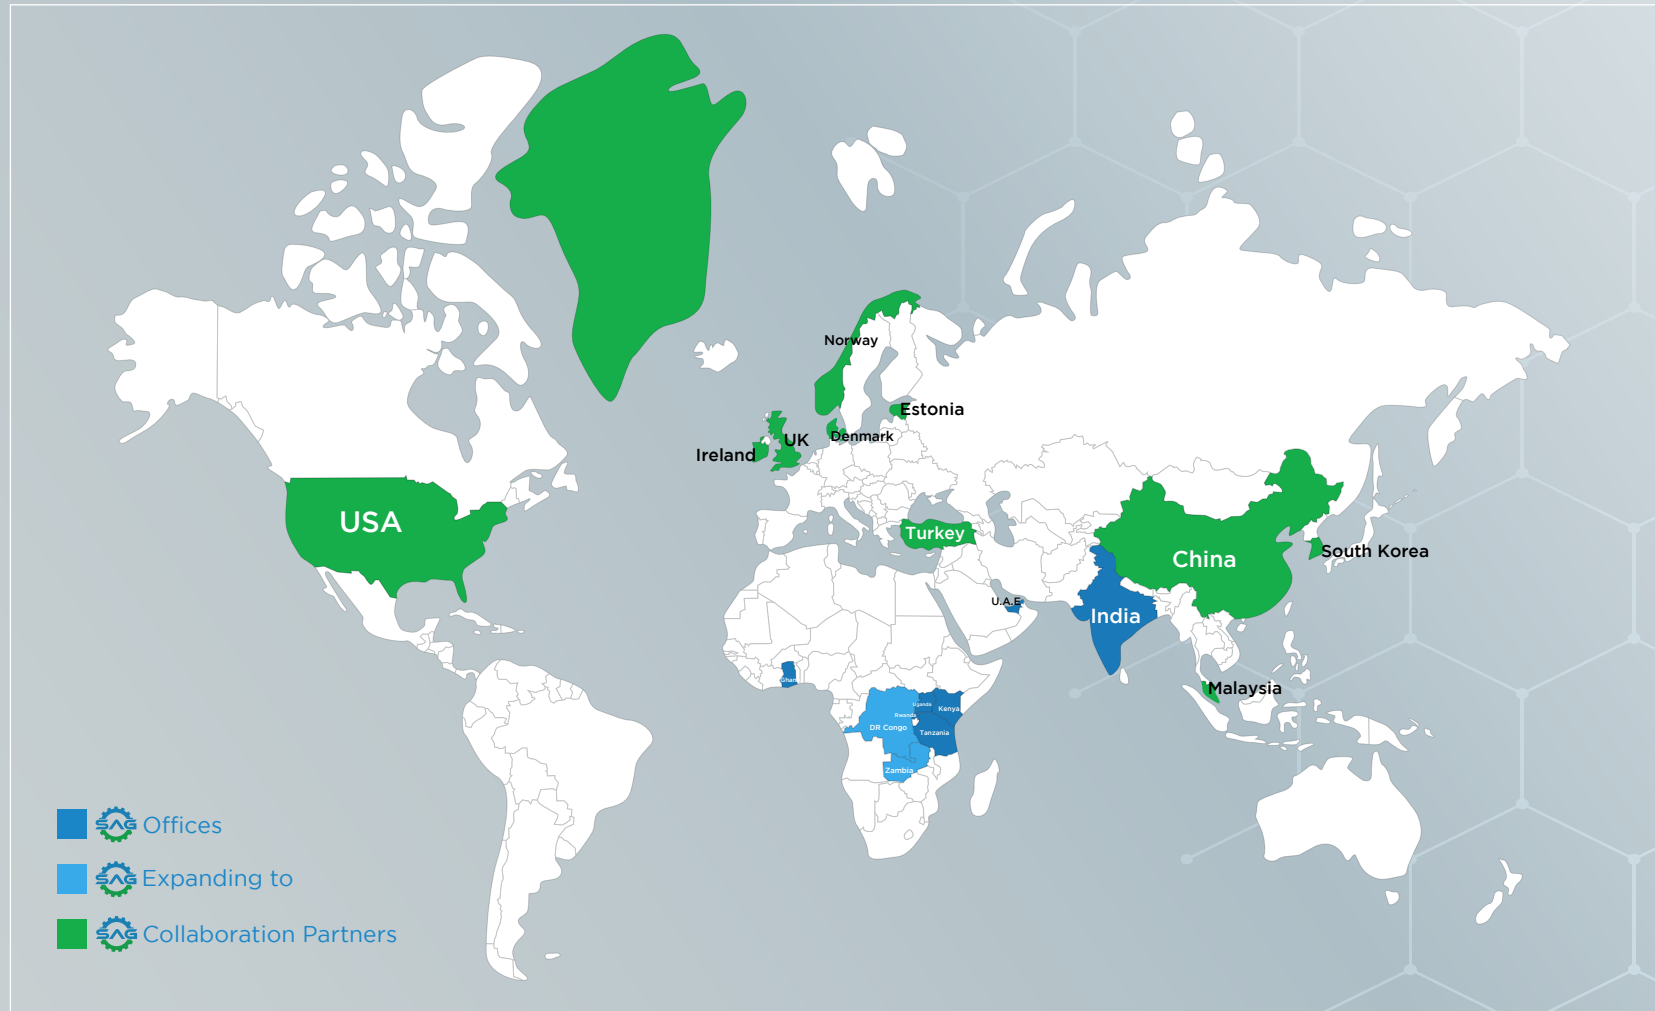 Norway
Estonia
UK
Denmark
Ireland
USA
Turkey
China
South Korea
U.A.E
India
Ghana
Malaysia
Uganda
Kenya
Rwanda
DR Congo
Tanzania
Zambia
SAG Offices
SAG Expanding to
SAG Collaboration Partners